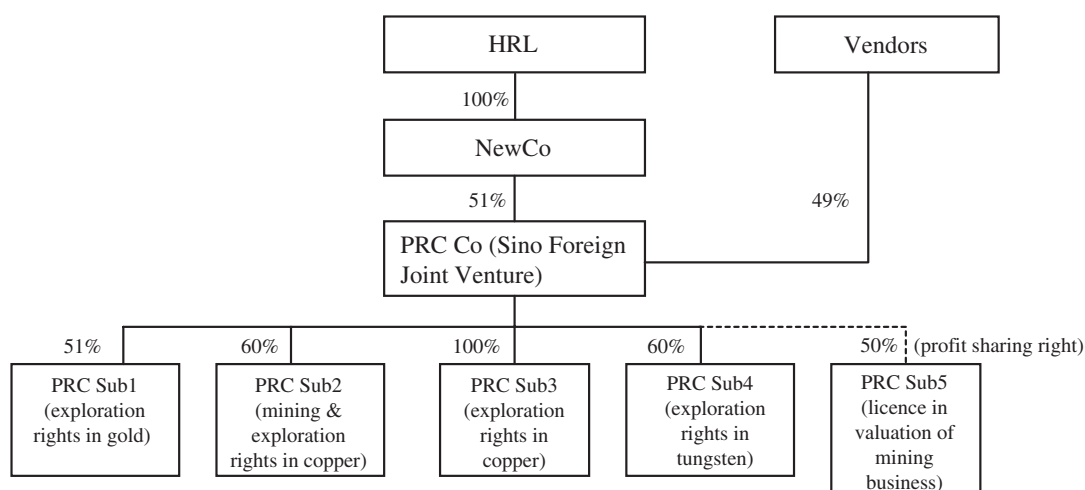 HRL
Vendors
100%
NewCo
51%
49%
PRC Co (Sino Foreign
Joint Venture)
51%
60%
100%
60%
50%
(profit sharing right)
PRC Sub1
(exploration
rights in gold)
PRC Sub2
(mining &
exploration
rights in copper)
PRC Sub3
(exploration
rights in
copper)
PRC Sub4
(exploration
rights in
tungsten)
PRC Sub5
(licence in
valuation of
mining
business)